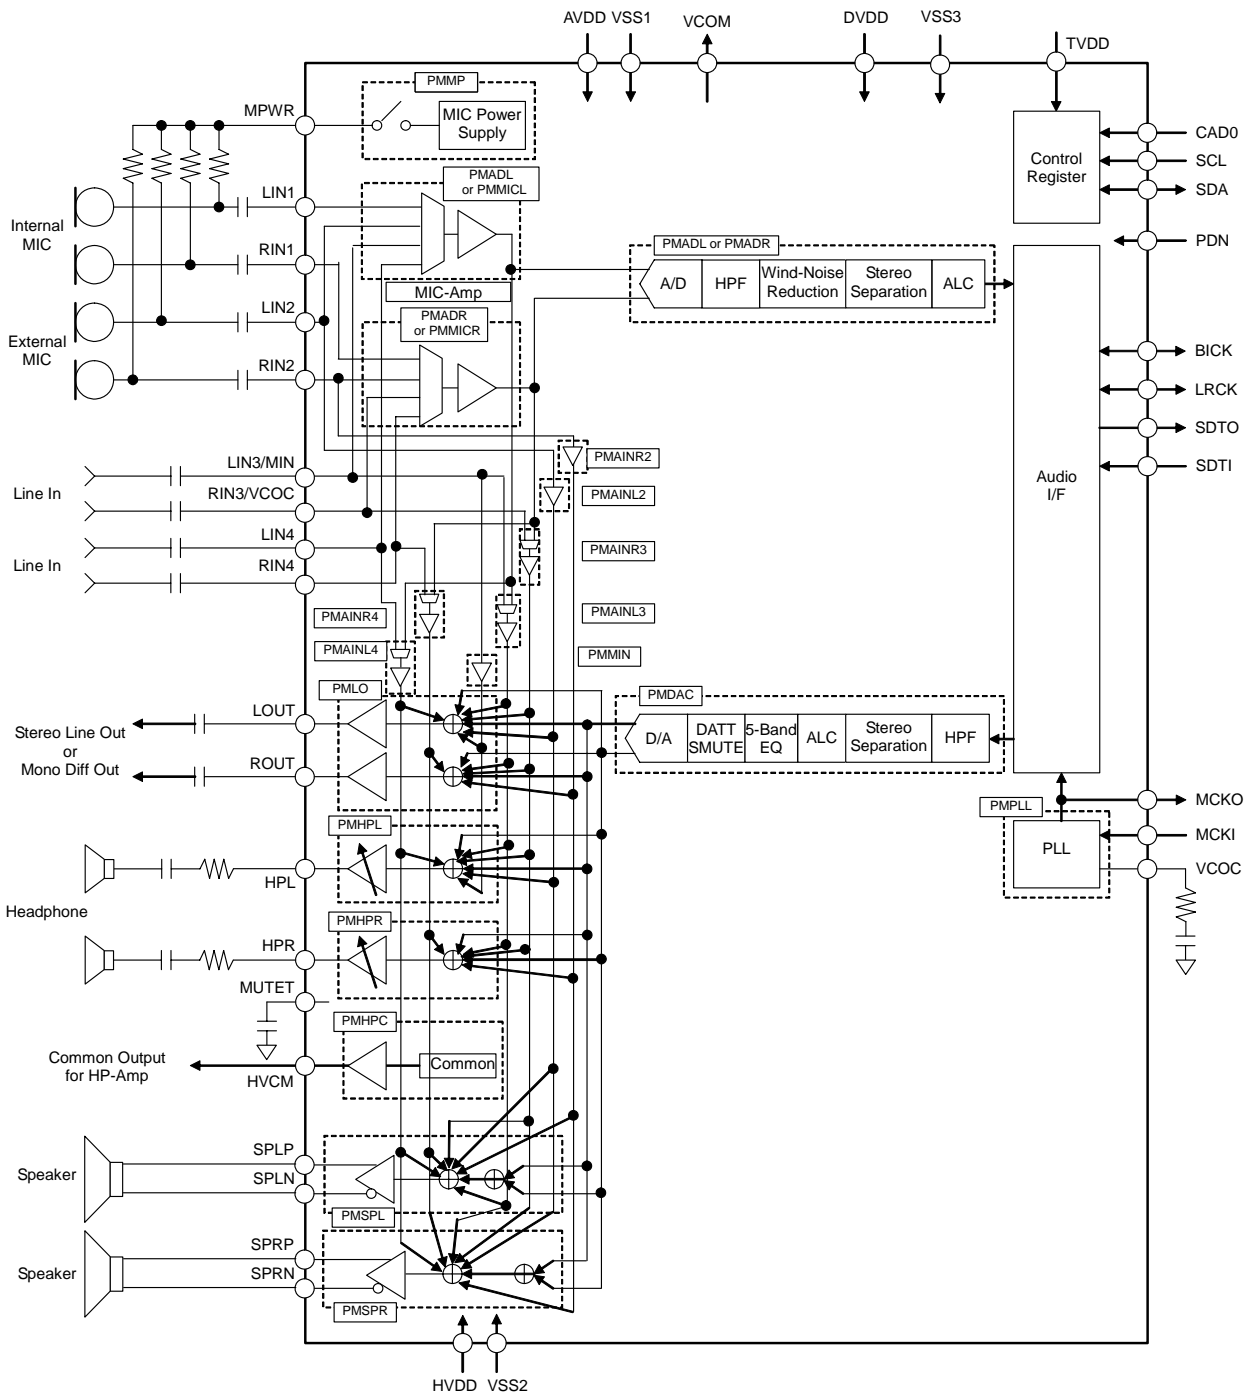 AVDD
VSS1
VCOM
DVDD
VSS3
TVDD
PMMP
MPWR
MIC Power
Supply
CAD0
SCL
SDA
Control
Register
PMADL
or PMMICL
LIN1
Internal
MIC
RIN1
PDN
PMADL or PMADR
A/D
HPF
Wind-Noise
Reduction
Stereo
Separation
ALC
MIC-Amp
LIN2
PMADR
or PMMICR
External
MIC
RIN2
BICK
LRCK
SDTO
SDTI
Audio
I/F
LIN3/MIN
PMAINR2
Line In
RIN3/VCOC
PMAINL2
LIN4
PMAINR3
Line In
RIN4
PMAINR4
PMAINL3
PMAINL4
PMMIN
PMLO
PMDAC
LOUT
Stereo Line Out
or
Mono Diff Out
D/A
DATT
SMUTE
5-Band
EQ
ALC
Stereo
Separation
HPF
ROUT
MCKO
PMPLL
PMHPL
MCKI
PLL
VCOC
HPL
Headphone
PMHPR
HPR
MUTET
PMHPC
Common Output
for HP-Amp
Common
HVCM
SPLP
Speaker
SPLN
PMSPL
SPRP
Speaker
SPRN
PMSPR
HVDD
VSS2